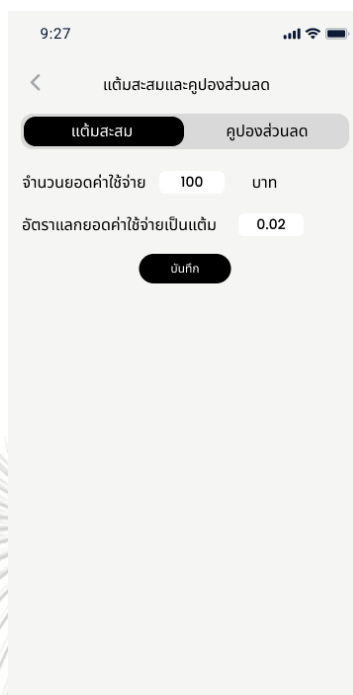 9:27
แต้มสะสมและคูปองส่วนลด
แต้มสะสม คูปองส่วนลด
จำนวนยอดค่าใช้จ่าย 100 บาท
อัตราแลกยอดค่าใช้จ่ายเป็นแต้ม 0.02
บันทึก